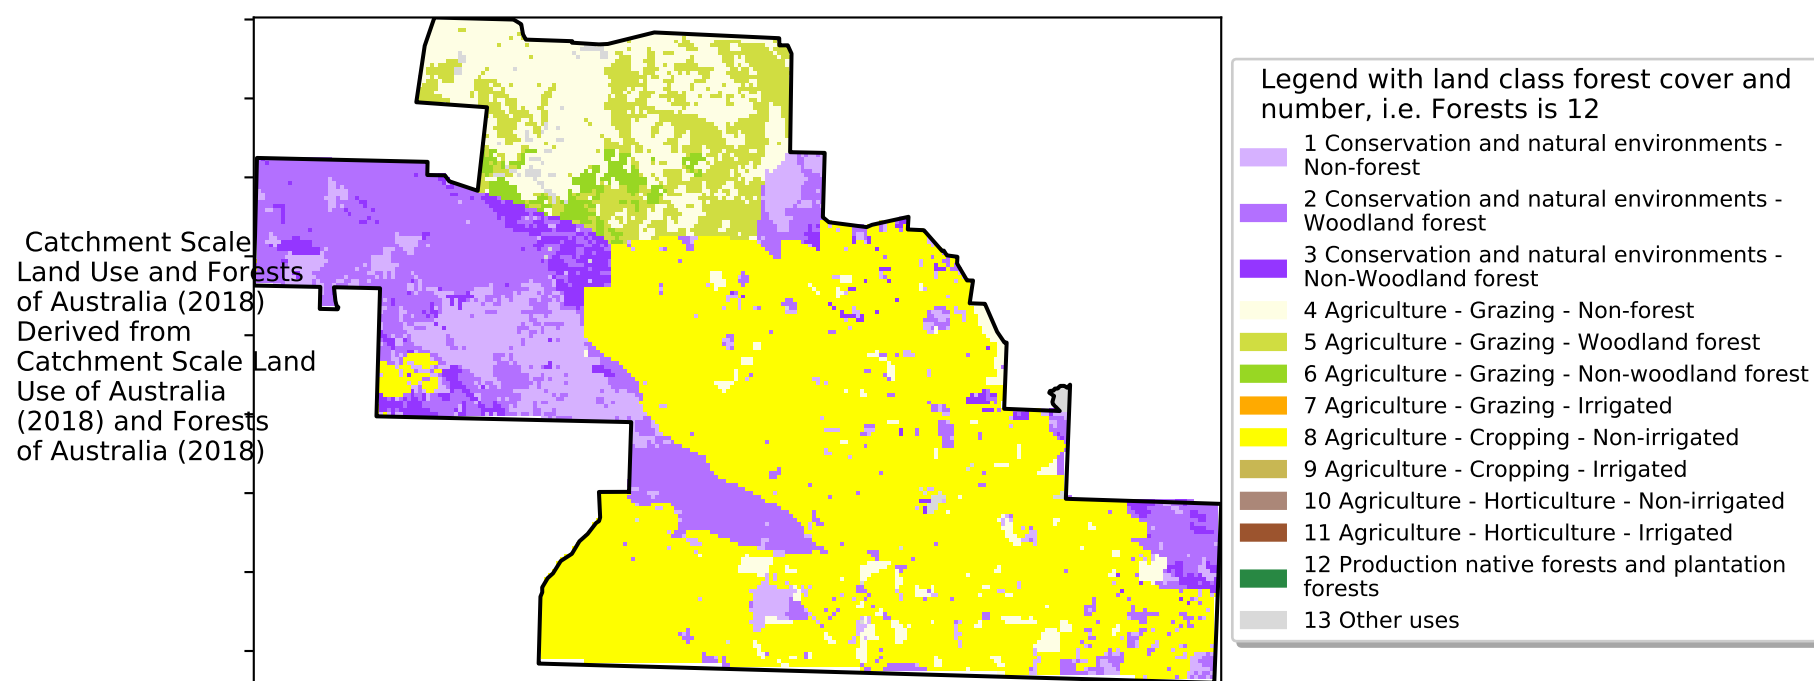 Catchment Scale
Land Use and Forests
of Australia (2018)
Derived from
Catchment Scale Land
Use of Australia
(2018) and Forests
of Australia (2018)
Legend with land class forest cover and
number, i.e. Forests is 12
1 Conservation and natural environments -
Non-forest
2 Conservation and natural environments -
Woodland forest
3 Conservation and natural environments -
Non-Woodland forest
4 Agriculture - Grazing - Non-forest
5 Agriculture - Grazing - Woodland forest
6 Agriculture - Grazing - Non-woodland forest
7 Agriculture - Grazing - Irrigated
8 Agriculture - Cropping - Non-irrigated
9 Agriculture - Cropping - Irrigated
10 Agriculture - Horticulture - Non-irrigated
11 Agriculture - Horticulture - Irrigated
12 Production native forests and plantation
forests
13 Other uses